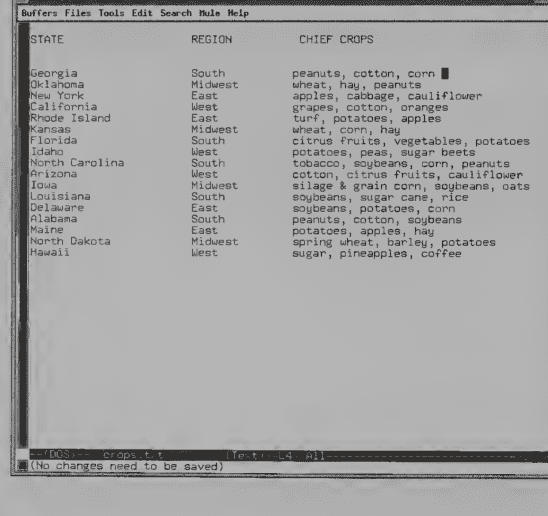 Buffers Files Tools Edit Search Mule Help
STATE REGION CHIEF CROPS
Georgia South peanuts, cotton, corn
Oklahoma Midwest wheat, hay, peanuts
New York East apples, cabbage, cauliflower
California West grapes, cotton, oranges
Rhode Island East turf, potatoes, apples
Kansas Midwest wheat, corn, hay
Florida South citrus fruits, vegetables, potatoes
Idaho West potatoes, peas, sugar beets
North Carolina South tobacco, soybeans, corn, peanuts
Arizona West cotton, citrus fruits, cauliflower
Iowa Midwest silage & grain corn, soybeans, oats
Louisiana South soybeans, sugar cane, rice
Delaware East soybeans, potatoes, corn
Alabama South peanuts, cotton, soybeans
Maine East potatoes, apples, hay
North Dakota Midwest spring wheat, barley, potatoes
Hawaii West sugar, pineapples, coffee
--(DOS)-- crops.txt (Text)--L4--All----
(No changes need to be saved)